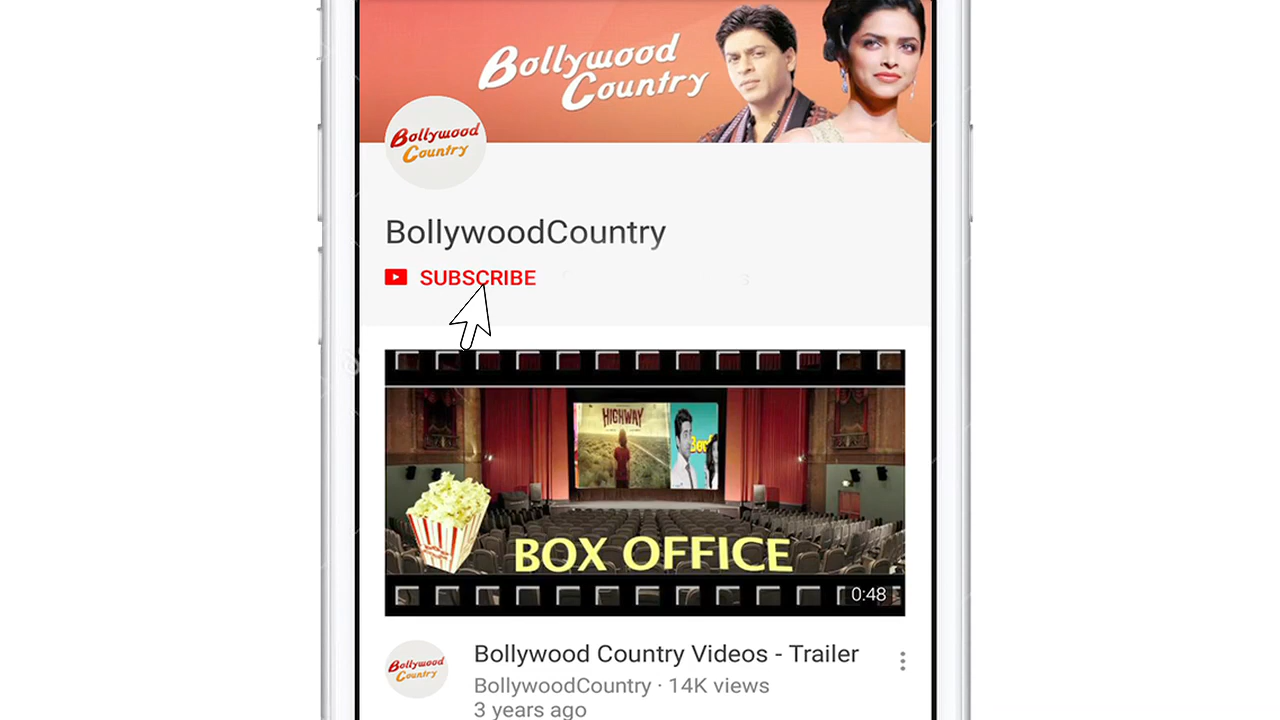 Bollywood
Country
Bollywood
Country
BollywoodCountry
SUBSCRIBE
HIGHWAY
BOX OFFICE
0:48
Bollywood
Country
Bollywood Country Videos - Trailer
BollywoodCountry · 14K views
3 years ago